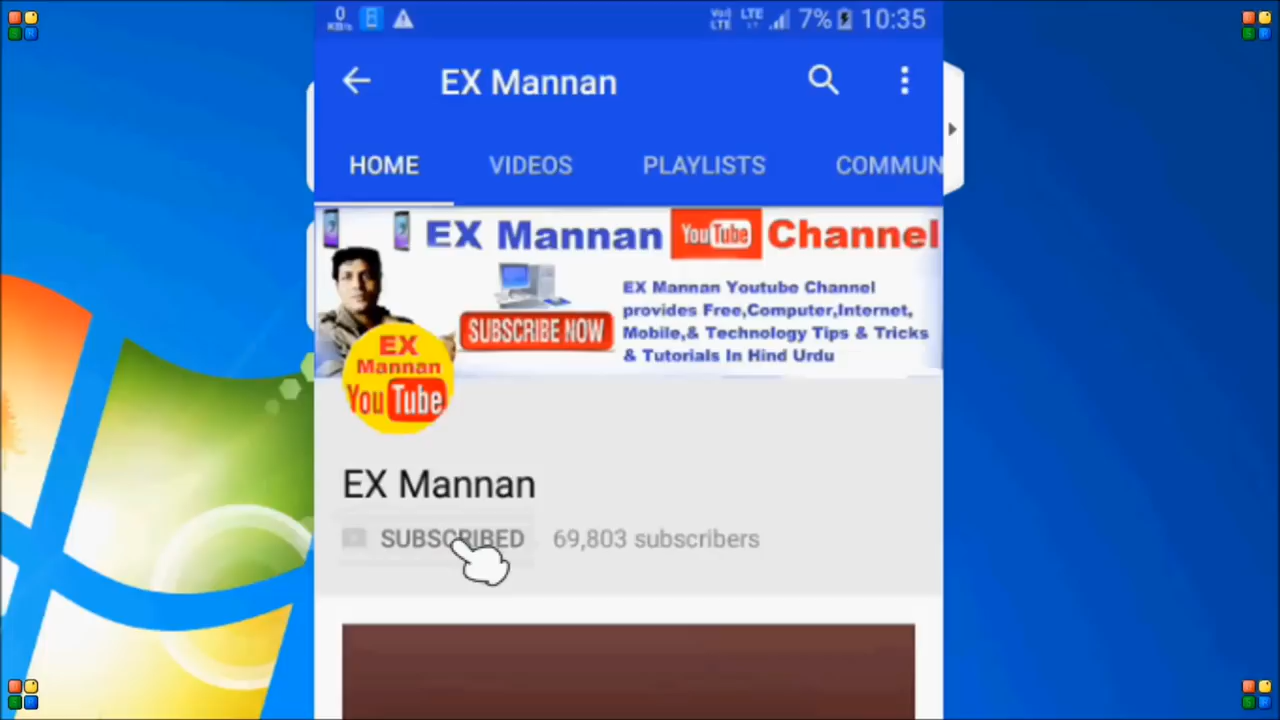 0 KB/s VoI LTE LTE 7% 10:35
EX Mannan
HOME VIDEOS PLAYLISTS COMMUN
EX Mannan YouTube Channel
EX Mannan Youtube Channel
provides Free,Computer,Internet,
Mobile,& Technology Tips & Tricks
& Tutorials In Hind Urdu
SUBSCRIBE NOW
EX
Mannan
YouTube
EX Mannan
SUBSCRIBED 69,803 subscribers